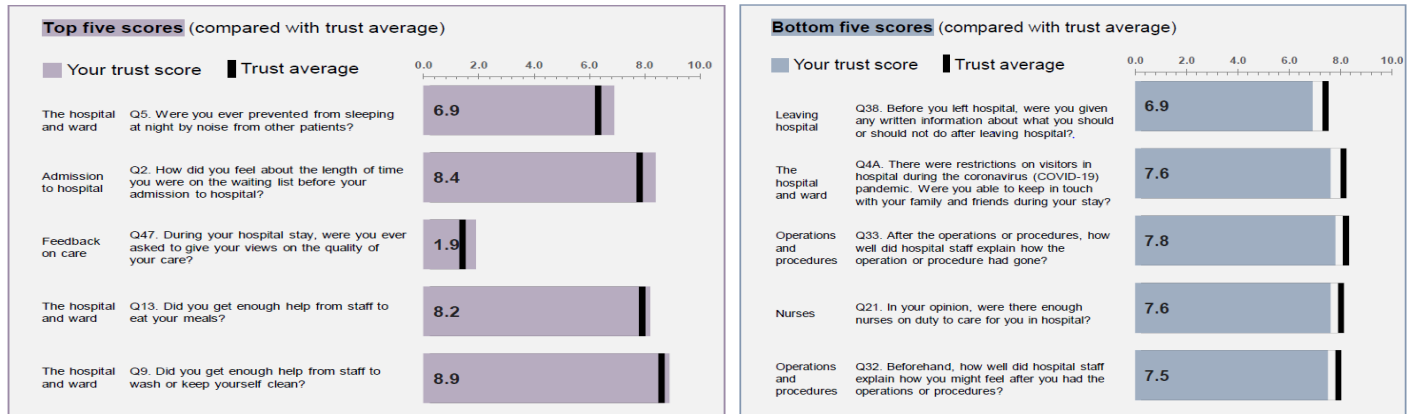 Top five scores (compared with trust average)
Your trust score Trust average
0.0 2.0 4.0 6.0 8.0 10.0
The hospital and ward
Q5. Were you ever prevented from sleeping
at night by noise from other patients?
6.9
Admission to hospital
Q2. How did you feel about the length of time
you were on the waiting list before your
admission to hospital?
8.4
Feedback on care
Q47. During your hospital stay, were you ever
asked to give your views on the quality of
your care?
1.9
The hospital and ward
Q13. Did you get enough help from staff to
eat your meals?
8.2
The hospital and ward
Q9. Did you get enough help from staff to
wash or keep yourself clean?
8.9
Bottom five scores (compared with trust average)
Your trust score Trust average
0.0 2.0 4.0 6.0 8.0 10.0
Leaving
hospital
Q38. Before you left hospital, were you given
any written information about what you should
or should not do after leaving hospital?.
6.9
The
hospital
and ward
Q4A. There were restrictions on visitors in
hospital during the coronavirus (COVID-19)
pandemic. Were you able to keep in touch
with your family and friends during your stay?
7.6
Operations
and
procedures
Q33. After the operations or procedures, how
well did hospital staff explain how the
operation or procedure had gone?
7.8
Nurses
Q21. In your opinion, were there enough
nurses on duty to care for you in hospital?
7.6
Operations
and
procedures
Q32. Beforehand, how well did hospital staff
explain how you might feel after you had the
operations or procedures?
7.5